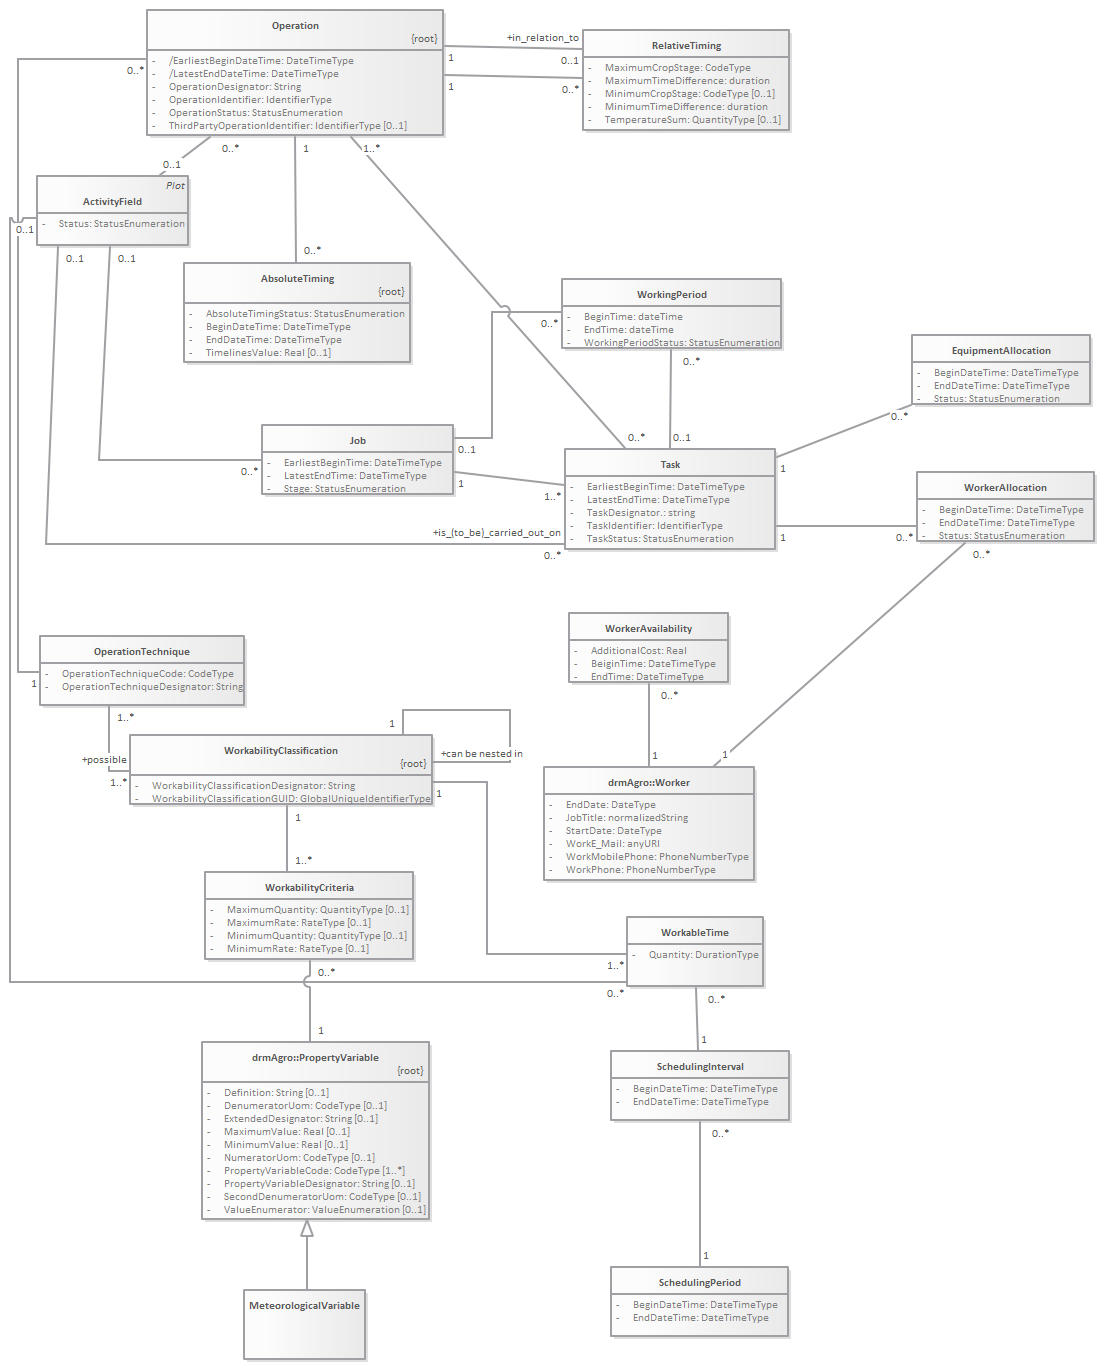 Operation
{root}
- /EarliestBeginDateTime: DateTimeType
- /LatestEndDateTime: DateTimeType
- OperationDesignator: String
- OperationIdentifier: IdentifierType
- OperationStatus: StatusEnumeration
- ThirdPartyOperationIdentifier: IdentifierType [0..1]
+in_relation_to
1
0..1
1
0..*
RelativeTiming
- MaximumCropStage: CodeType
- MaximumTimeDifference: duration
- MinimumCropStage: CodeType [0..1]
- MinimumTimeDifference: duration
- TemperatureSum: QuantityType [0..1]
0..*
0..1
0..*
1
1..*
Plot
ActivityField
- Status: StatusEnumeration
0..1
0..1
0..1
0..*
AbsoluteTiming
{root}
- AbsoluteTimingStatus: StatusEnumeration
- BeginDateTime: DateTimeType
- EndDateTime: DateTimeType
- TimelinesValue: Real [0..1]
WorkingPeriod
- BeginTime: dateTime
- EndTime: dateTime
- WorkingPeriodStatus: StatusEnumeration
0..*
0..*
EquipmentAllocation
- BeginDateTime: DateTimeType
- EndDateTime: DateTimeType
- Status: StatusEnumeration
0..*
Job
- EarliestBeginTime: DateTimeType
- LatestEndTime: DateTimeType
- Stage: StatusEnumeration
0..*
0..1
1
0..*
0..1
1..*
Task
- EarliestBeginTime: DateTimeType
- LatestEndTime: DateTimeType
- TaskDesignator.: string
- TaskIdentifier: IdentifierType
- TaskStatus: StatusEnumeration
1
1
+is_(to_be)_carried_out_on
0..*
WorkerAllocation
- BeginDateTime: DateTimeType
- EndDateTime: DateTimeType
- Status: StatusEnumeration
0..*
0..*
WorkerAvailability
- AdditionalCost: Real
- BeiginTime: DateTimeType
- EndTime: DateTimeType
0..*
1
1
OperationTechnique
- OperationTechniqueCode: CodeType
- OperationTechniqueDesignator: String
1
1..*
+possible
1..*
WorkabilityClassification
{root}
- WorkabilityClassificationDesignator: String
- WorkabilityClassificationGUID: GlobalUniqueIdentifierType
1
+can be nested in
1
1
1..*
drmAgro::Worker
- EndDate: DateType
- JobTitle: normalizedString
- StartDate: DateType
- WorkE_Mail: anyURI
- WorkMobilePhone: PhoneNumberType
- WorkPhone: PhoneNumberType
WorkabilityCriteria
- MaximumQuantity: QuantityType [0..1]
- MaximumRate: RateType [0..1]
- MinimumQuantity: QuantityType [0..1]
- MinimumRate: RateType [0..1]
0..*
1
WorkableTime
- Quantity: DurationType
1..*
0..*
0..*
1
drmAgro::PropertyVariable
{root}
- Definition: String [0..1]
- DenumeratorUom: CodeType [0..1]
- ExtendedDesignator: String [0..1]
- MaximumValue: Real [0..1]
- MinimumValue: Real [0..1]
- NumeratorUom: CodeType [0..1]
- PropertyVariableCode: CodeType [1..*]
- PropertyVariableDesignator: String [0..1]
- SecondDenumeratorUom: CodeType [0..1]
- ValueEnumerator: ValueEnumeration [0..1]
SchedulingInterval
- BeginDateTime: DateTimeType
- EndDateTime: DateTimeType
0..*
1
SchedulingPeriod
- BeginDateTime: DateTimeType
- EndDateTime: DateTimeType
MeteorologicalVariable